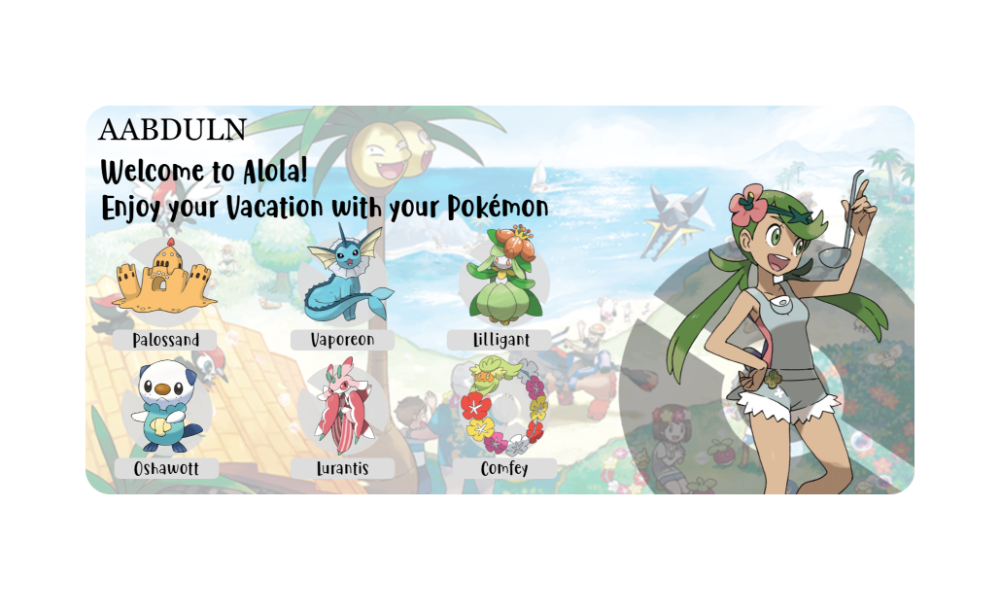 AABDULN
Welcome to Alola!
Enjoy your Vacation with your Pokémon
Palossand
Vaporeon
Lilligant
Oshawott
Lurantis
Comfey